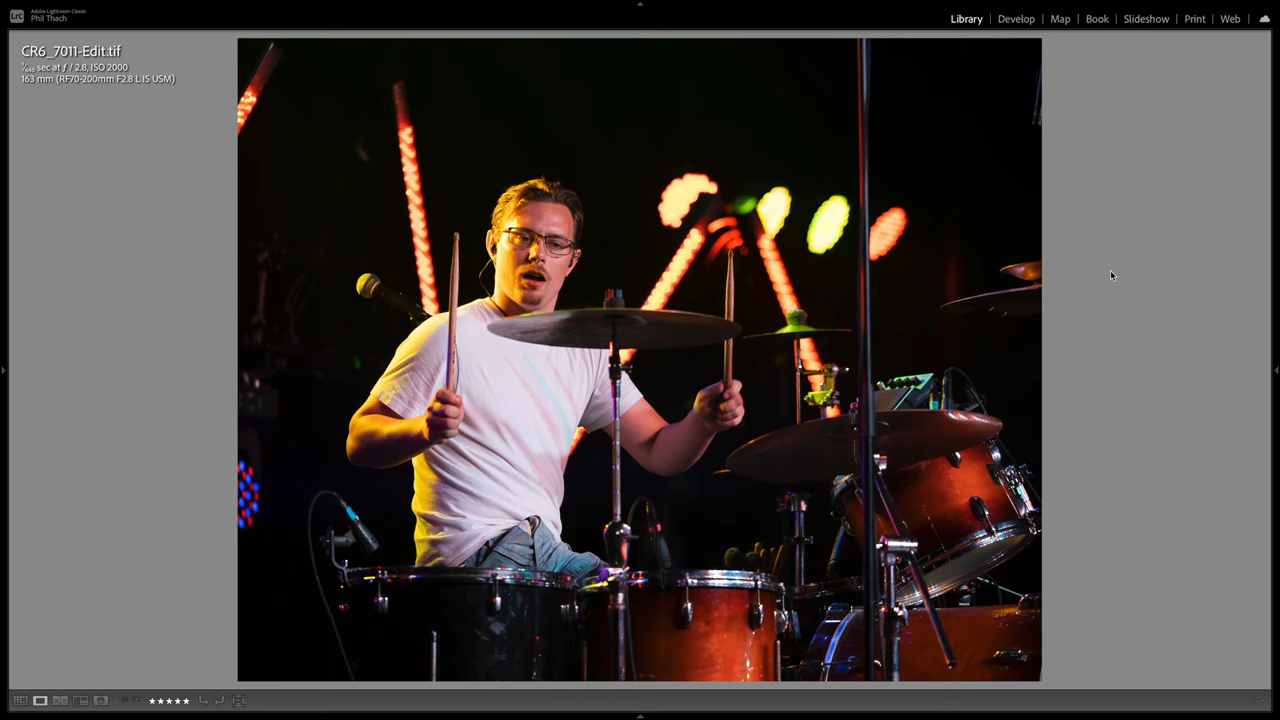 LrC
Adobe Lightroom Classic
Phil Thach
Library | Develop | Map | Book | Slideshow | Print | Web
CR6_7011-Edit.tif
1/640 sec at ƒ / 2.8, ISO 2000
163 mm (RF70-200mm F2.8 L IS USM)